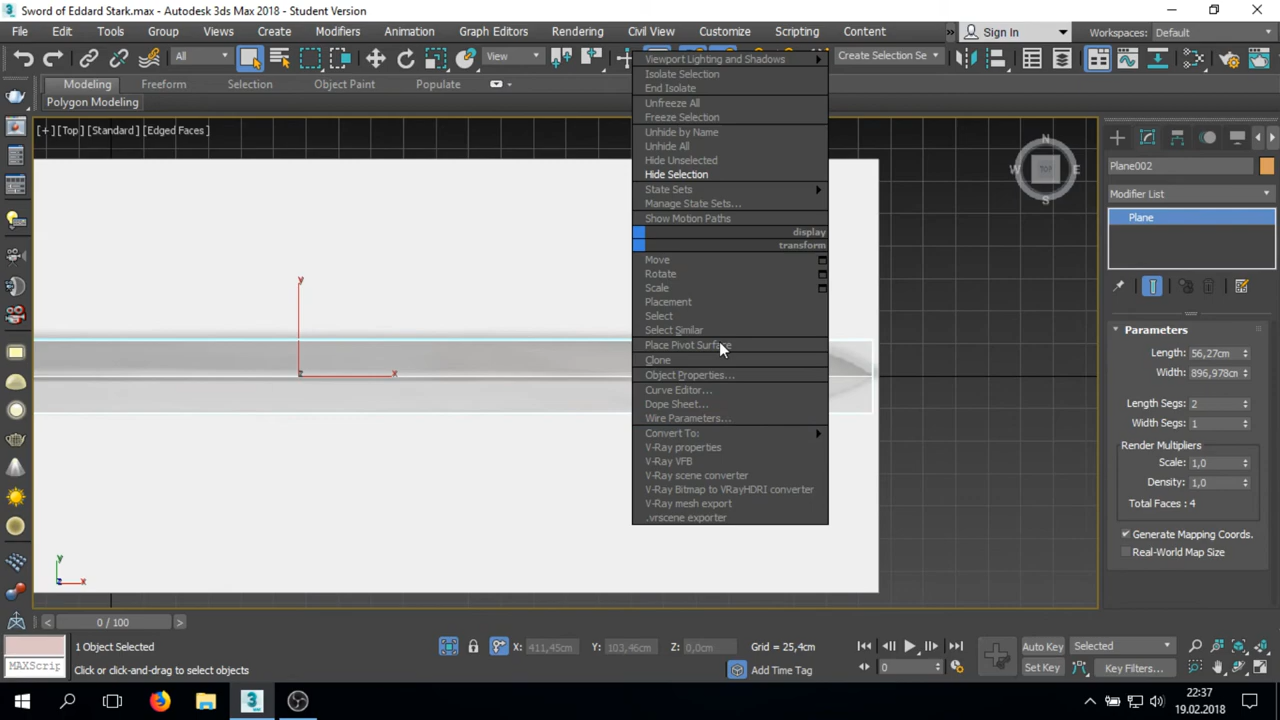 Sword of Eddard Stark.max - Autodesk 3ds Max 2018 - Student Version
File Edit Tools Group Views Create Modifiers Animation Graph Editors Rendering Civil View Customize Scripting Content » Sign In Workspaces: Default
All View Create Selection Se
Modeling Freeform Selection Object Paint Populate
Polygon Modeling
[+] [Top] [Standard] [Edged Faces]
N
W TOP E
S
y
z x
y
z x
Viewport Lighting and Shadows
Isolate Selection
End Isolate
Unfreeze All
Freeze Selection
Unhide by Name
Unhide All
Hide Unselected
Hide Selection
State Sets
Manage State Sets...
Show Motion Paths
display
transform
Move
Rotate
Scale
Placement
Select
Select Similar
Place Pivot Surface
Clone
Object Properties...
Curve Editor...
Dope Sheet...
Wire Parameters...
Convert To:
V-Ray properties
V-Ray VFB
V-Ray scene converter
V-Ray Bitmap to VRayHDRI converter
V-Ray mesh export
.vrscene exporter
Plane002
Modifier List
Plane
Parameters
Length: 56,27cm
Width: 896,978cm
Length Segs: 2
Width Segs: 1
Render Multipliers
Scale: 1,0
Density: 1,0
Total Faces : 4
Generate Mapping Coords.
Real-World Map Size
< 0 / 100 >
1 Object Selected
X: 411,45cm Y: 103,46cm Z: 0,0cm Grid = 25,4cm
Auto Key Selected
MAXScrip
Click or click-and-drag to select objects
Add Time Tag
0
Set Key Key Filters...
22:37
19.02.2018